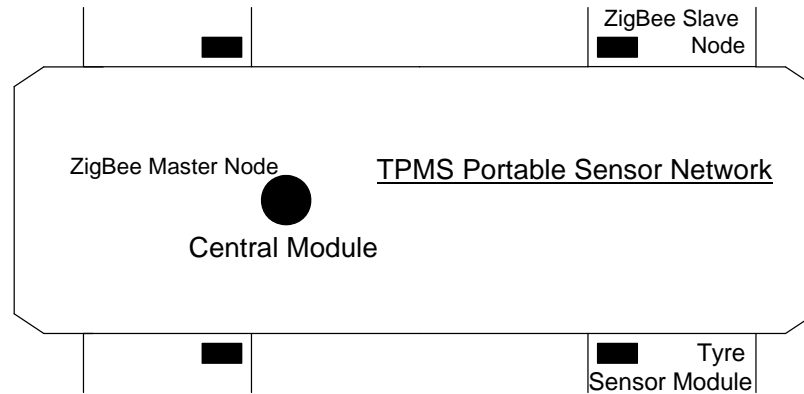 ZigBee Slave
Node
ZigBee Master Node
TPMS Portable Sensor Network
Central Module
Tyre
Sensor Module